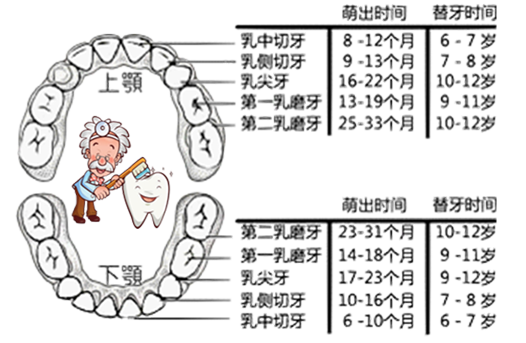 萌出时间 替牙时间
乳中切牙 8 -12个月 6 - 7岁
乳侧切牙 9 -13个月 7 - 8 岁
乳尖牙 16-22个月 10-12岁
第一乳磨牙 13-19个月 9 -11岁
第二乳磨牙 25-33个月 10-12岁
上顎
萌出时间 替牙时间
第二乳磨牙 23-31个月 10-12岁
第一乳磨牙 14-18个月 9 -11岁
乳尖牙 17-23个月 9 -12岁
乳侧切牙 10-16个月 7 - 8 岁
乳中切牙 6 -10个月 6 - 7岁
下顎